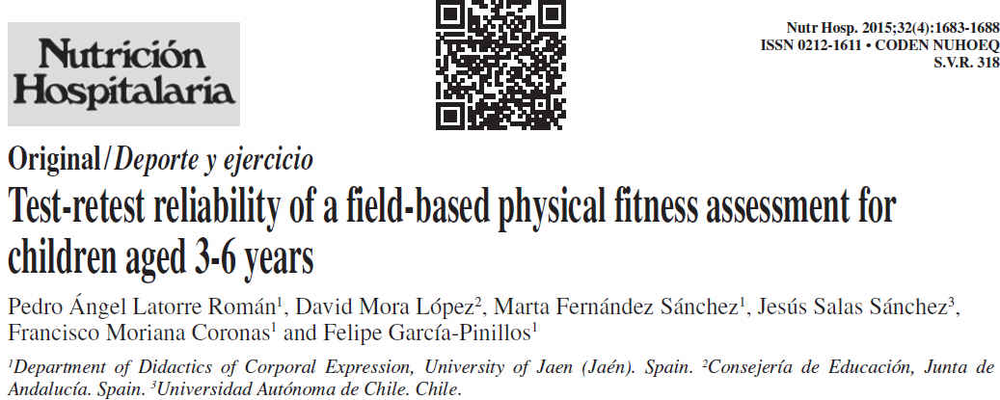 Nutrición
Hospitalaria
Nutr Hosp. 2015;32(4):1683-1688
ISSN 0212-1611 • CODEN NUHOEQ
S.V.R. 318
Original/Deporte y ejercicio
Test-retest reliability of a field-based physical fitness assessment for
children aged 3-6 years
Pedro Ángel Latorre Román¹, David Mora López², Marta Fernández Sánchez¹, Jesús Salas Sánchez³,
Francisco Moriana Coronas¹ and Felipe García-Pinillos¹
¹Department of Didactics of Corporal Expression, University of Jaen (Jaén). Spain. ²Consejería de Educación, Junta de
Andalucía. Spain. ³Universidad Autónoma de Chile. Chile.